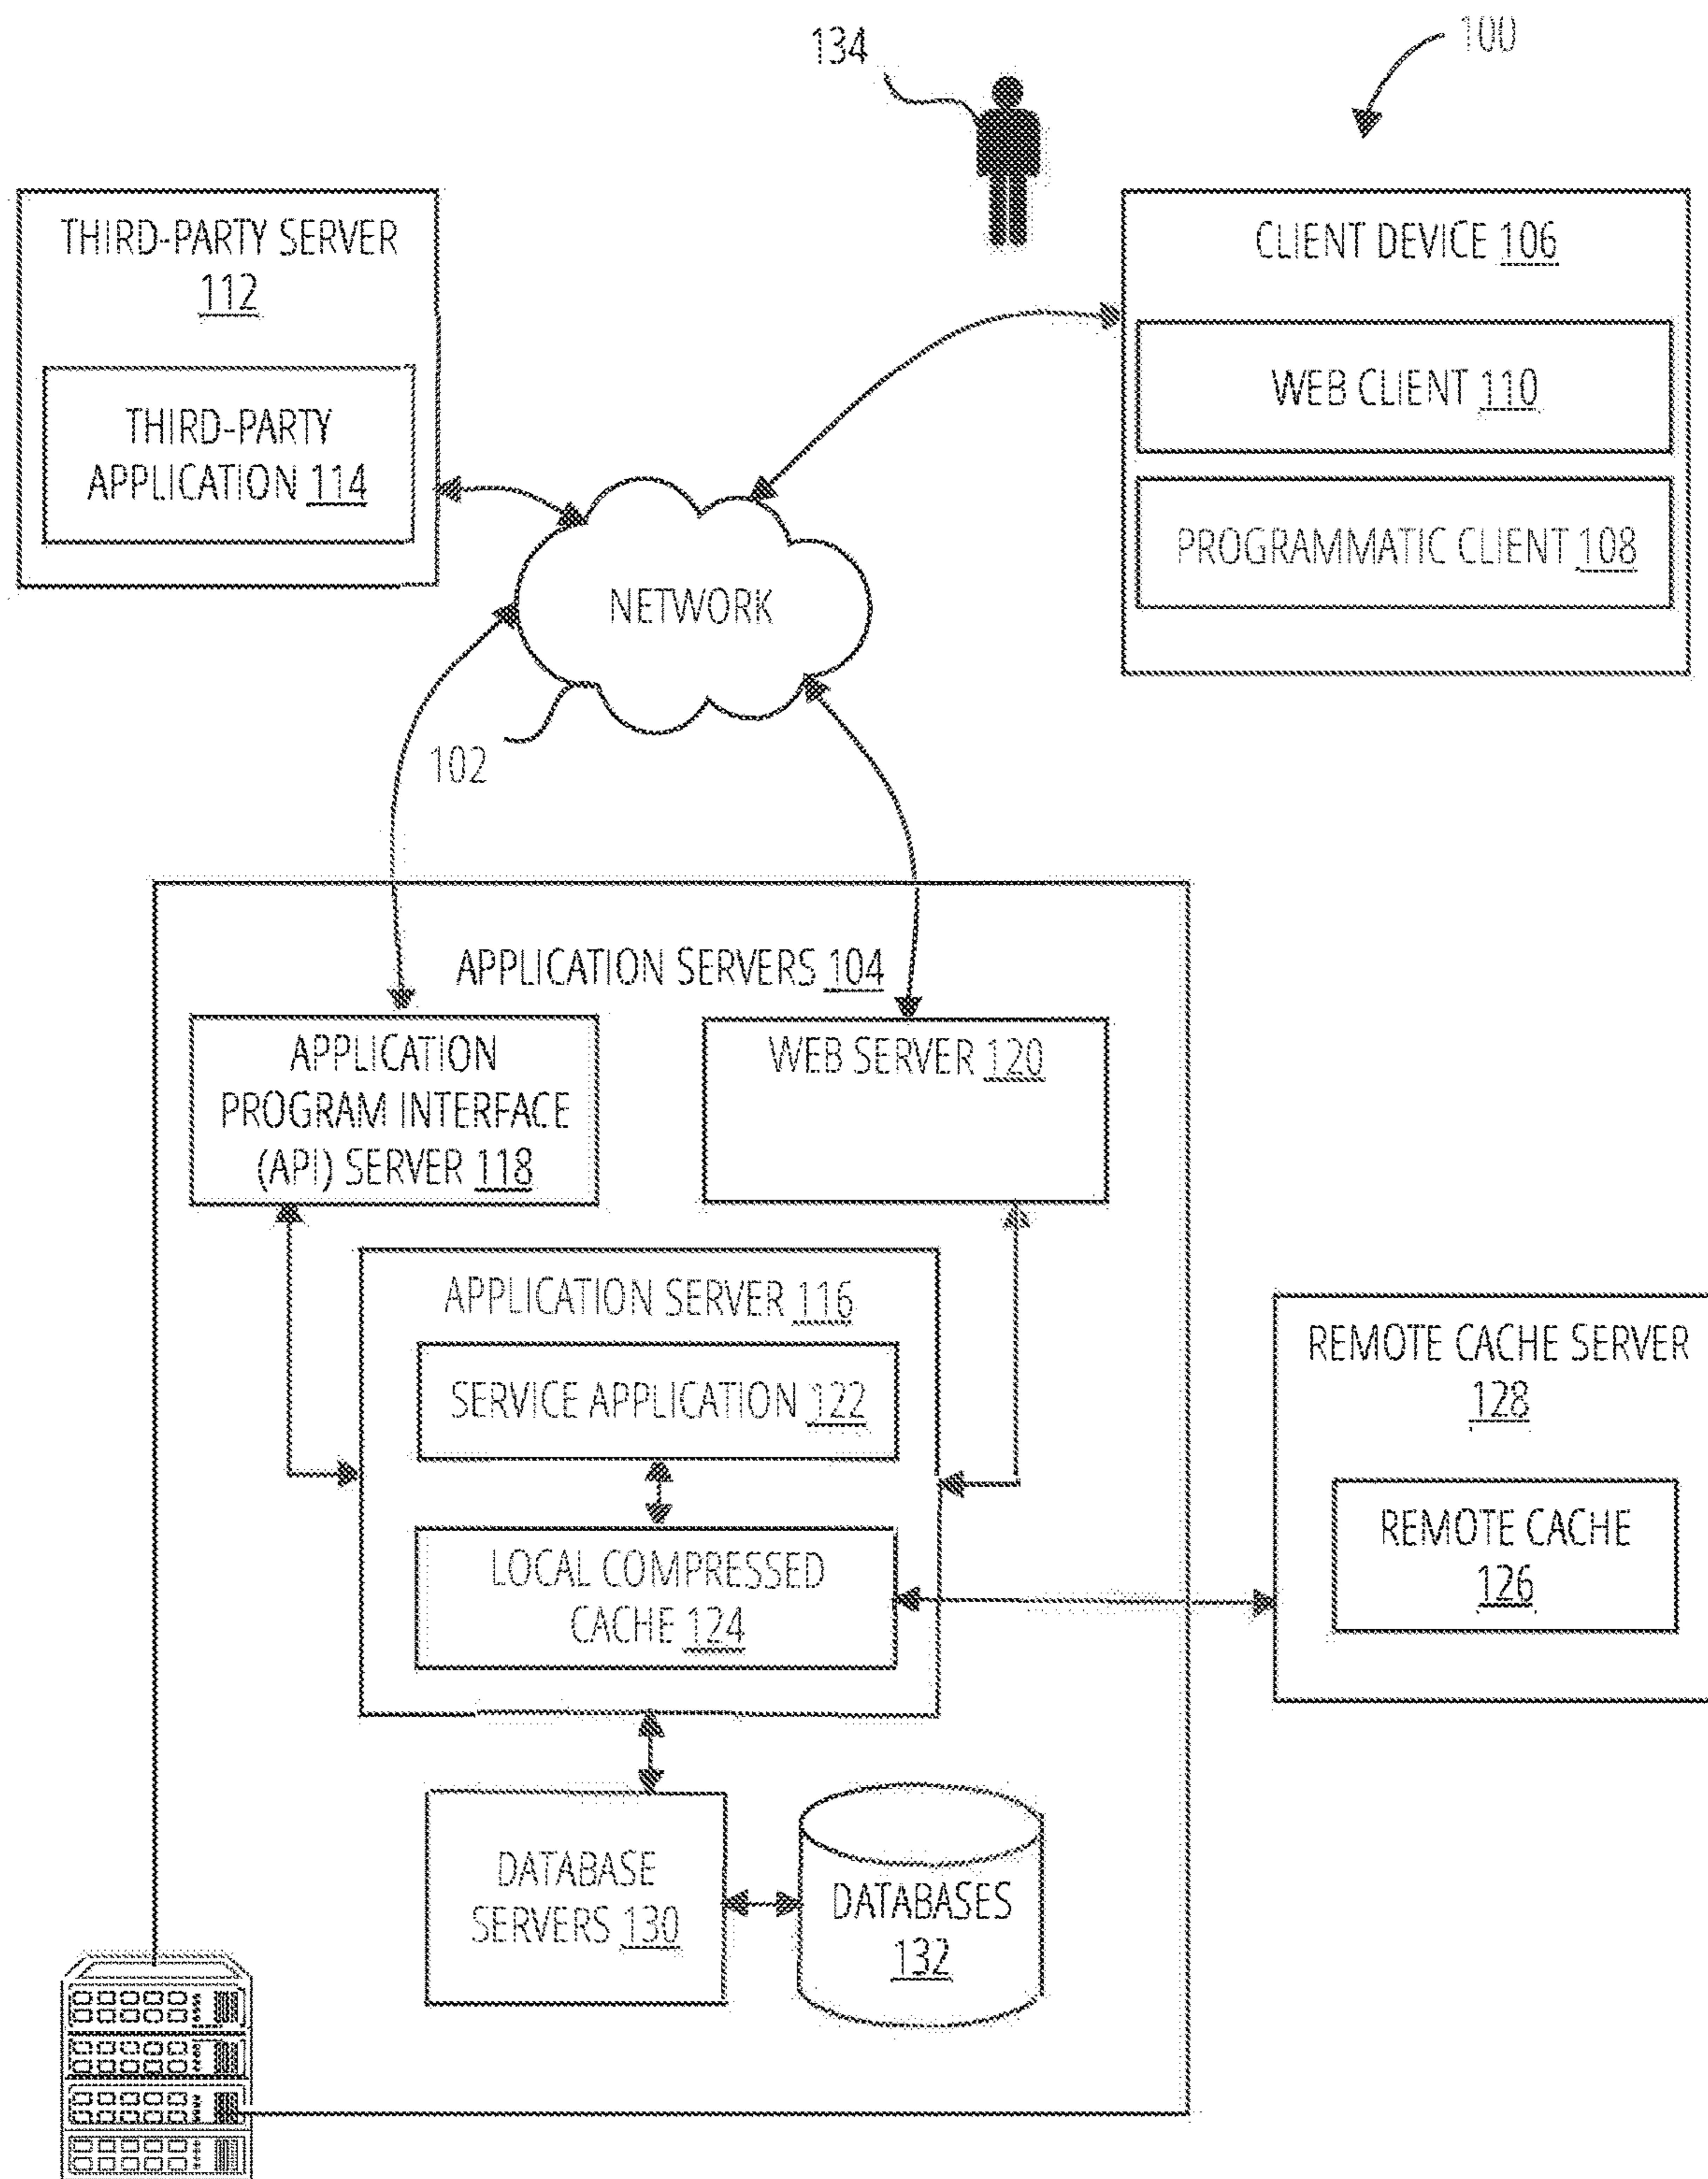 134
100
THIRD-PARTY SERVER
112
THIRD-PARTY
APPLICATION 114
CLIENT DEVICE 106
WEB CLIENT 110
PROGRAMMATIC CLIENT 108
NETWORK
102
APPLICATION SERVERS 104
APPLICATION
PROGRAM INTERFACE
(API) SERVER 118
WEB SERVER 120
APPLICATION SERVER 116
SERVICE APPLICATION 122
LOCAL COMPRESSED
CACHE 124
REMOTE CACHE SERVER
128
REMOTE CACHE
126
DATABASE
SERVERS 130
DATABASES
132